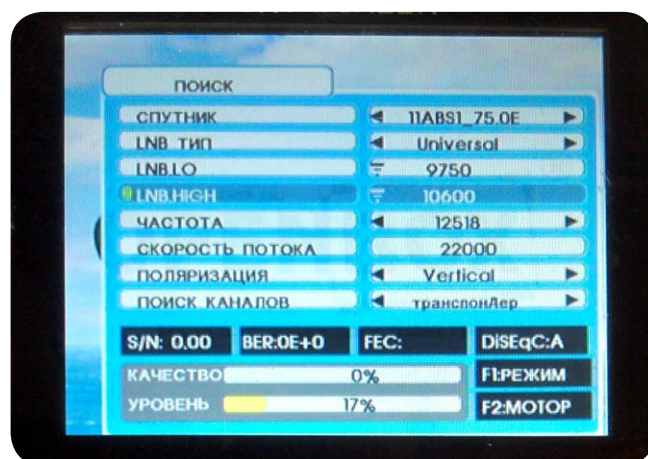 ПОИСК
СПУТНИК 11ABS1_75.0E
LNB ТИП Universal
LNB.LO 9750
LNB.HIGH 10600
ЧАСТОТА 12518
СКОРОСТЬ ПОТОКА 22000
ПОЛЯРИЗАЦИЯ Vertical
ПОИСК КАНАЛОВ транспонДер
S/N: 0.00 BER:0E+0 FEC: DiSEqC:A
КАЧЕСТВО 0% F1:РЕЖИМ
УРОВЕНЬ 17% F2:МОТОР